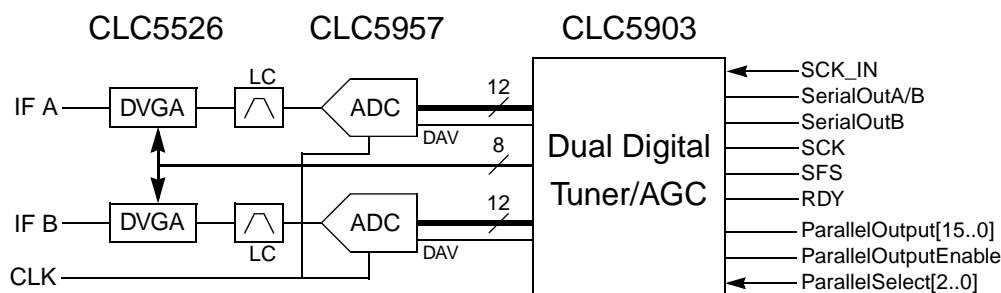 CLC5526 CLC5957 CLC5903
LC
IF A DVGA ADC 12
DAV
8
IF B DVGA ADC 12
LC
DAV
CLK
Dual Digital
Tuner/AGC
SCK_IN
SerialOutA/B
SerialOutB
SCK
SFS
RDY
ParallelOutput[15..0]
ParallelOutputEnable
ParallelSelect[2..0]